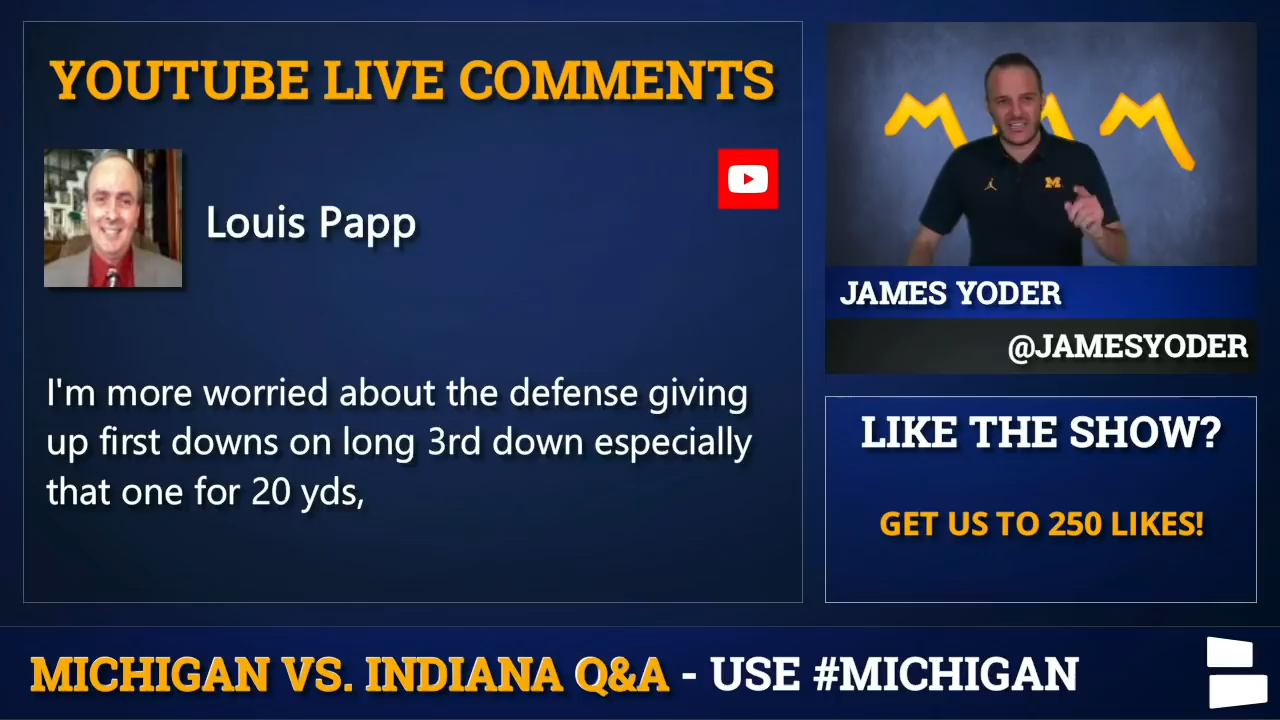 YOUTUBE LIVE COMMENTS
Louis Papp
I'm more worried about the defense giving
up first downs on long 3rd down especially
that one for 20 yds,
M
JAMES YODER
@JAMESYODER
LIKE THE SHOW?
GET US TO 250 LIKES!
MICHIGAN VS. INDIANA Q&A - USE #MICHIGAN